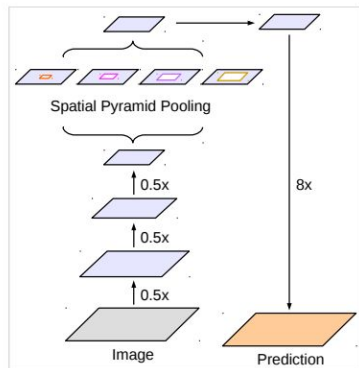 Spatial Pyramid Pooling
0.5x
8x
0.5x
0.5x
Image
Prediction